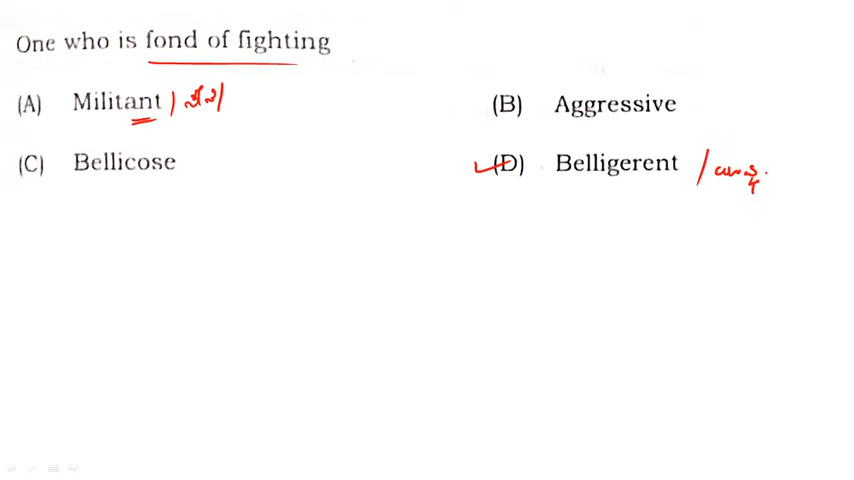 One who is fond of fighting
(A) Militant
(B) Aggressive
(C) Bellicose
(D) Belligerent